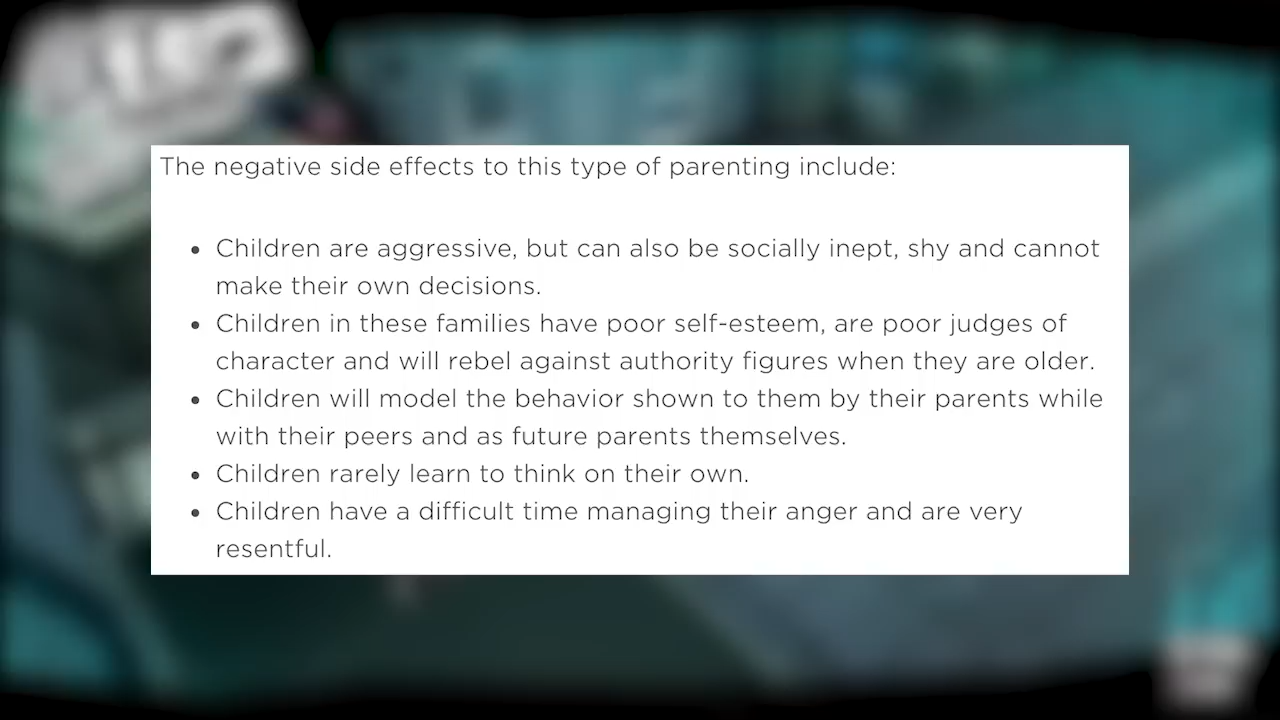 The negative side effects to this type of parenting include:
• Children are aggressive, but can also be socially inept, shy and cannot
make their own decisions.
• Children in these families have poor self-esteem, are poor judges of
character and will rebel against authority figures when they are older.
• Children will model the behavior shown to them by their parents while
with their peers and as future parents themselves.
• Children rarely learn to think on their own.
• Children have a difficult time managing their anger and are very
resentful.